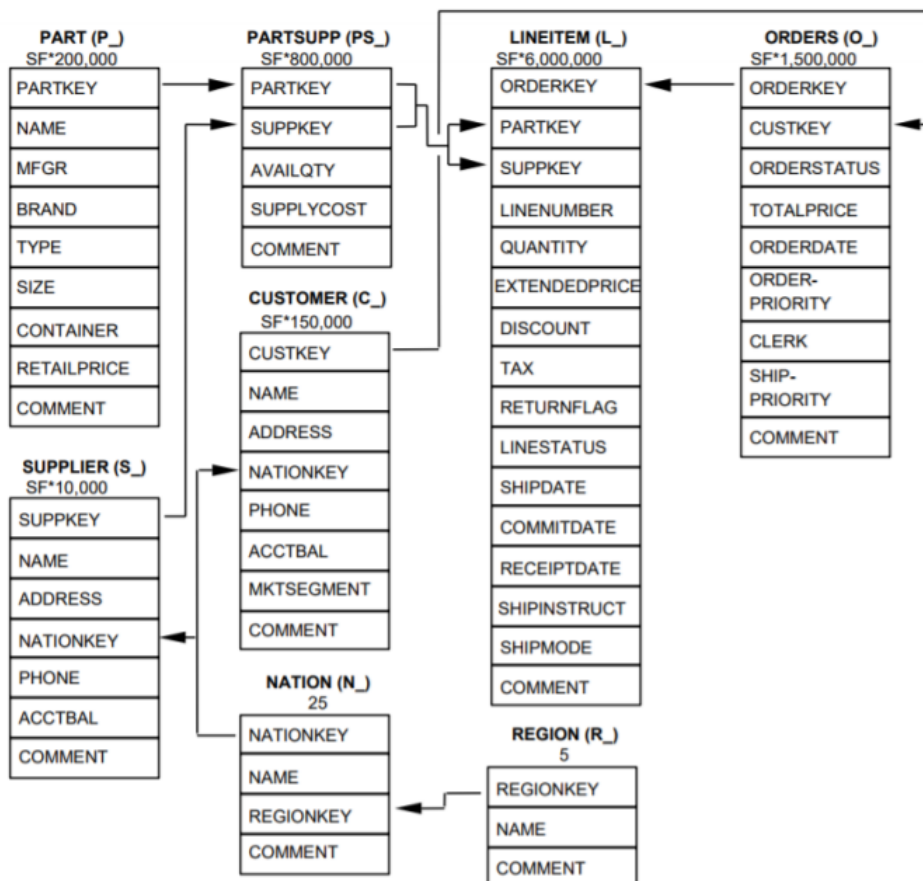 PART (P_)
SF*200,000
PARTKEY
NAME
MFGR
BRAND
TYPE
SIZE
CONTAINER
RETAILPRICE
COMMENT
SUPPLIER (S_)
SF*10,000
SUPPKEY
NAME
ADDRESS
NATIONKEY
PHONE
ACCTBAL
COMMENT
PARTSUPP (PS_)
SF*800,000
PARTKEY
SUPPKEY
AVAILQTY
SUPPLYCOST
COMMENT
CUSTOMER (C_)
SF*150,000
CUSTKEY
NAME
ADDRESS
NATIONKEY
PHONE
ACCTBAL
MKTSEGMENT
COMMENT
NATION (N_)
25
NATIONKEY
NAME
REGIONKEY
COMMENT
LINEITEM (L_)
SF*6,000,000
ORDERKEY
PARTKEY
SUPPKEY
LINENUMBER
QUANTITY
EXTENDEDPRICE
DISCOUNT
TAX
RETURNFLAG
LINESTATUS
SHIPDATE
COMMITDATE
RECEIPTDATE
SHIPINSTRUCT
SHIPMODE
COMMENT
REGION (R_)
5
REGIONKEY
NAME
COMMENT
ORDERS (O_)
SF*1,500,000
ORDERKEY
CUSTKEY
ORDERSTATUS
TOTALPRICE
ORDERDATE
ORDER-
PRIORITY
CLERK
SHIP-
PRIORITY
COMMENT